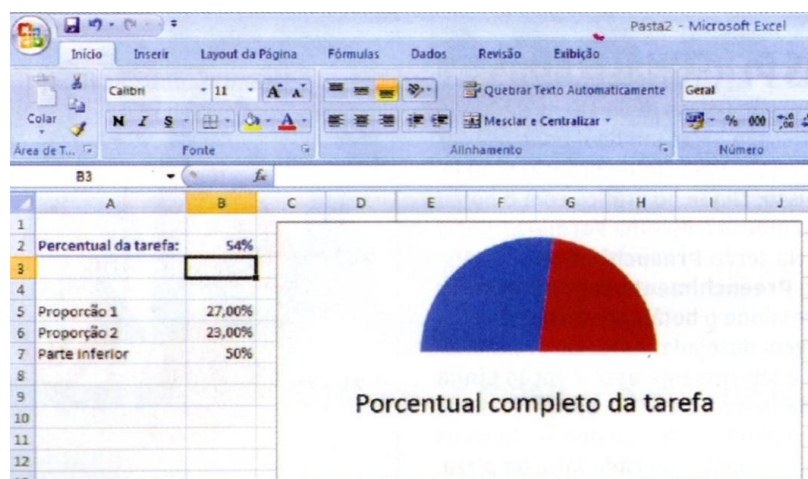 Pasta2 - Microsoft Excel
Início Inserir Layout da Página Fórmulas Dados Revisão Exibição
Calibri 11 A A Quebrar Texto Automaticamente Geral
Colar N I S A Mesclar e Centralizar % 000 ,00
Área de T... Fonte Alinhamento Número
B3 fx
A B C D E F G H I J
1
2 Percentual da tarefa: 54%
3
4
5 Proporcão 1 27,00%
6 Proporção 2 23,00%
7 Parte Inferior 50%
8
9
10
11
12
Porcentual completo da tarefa